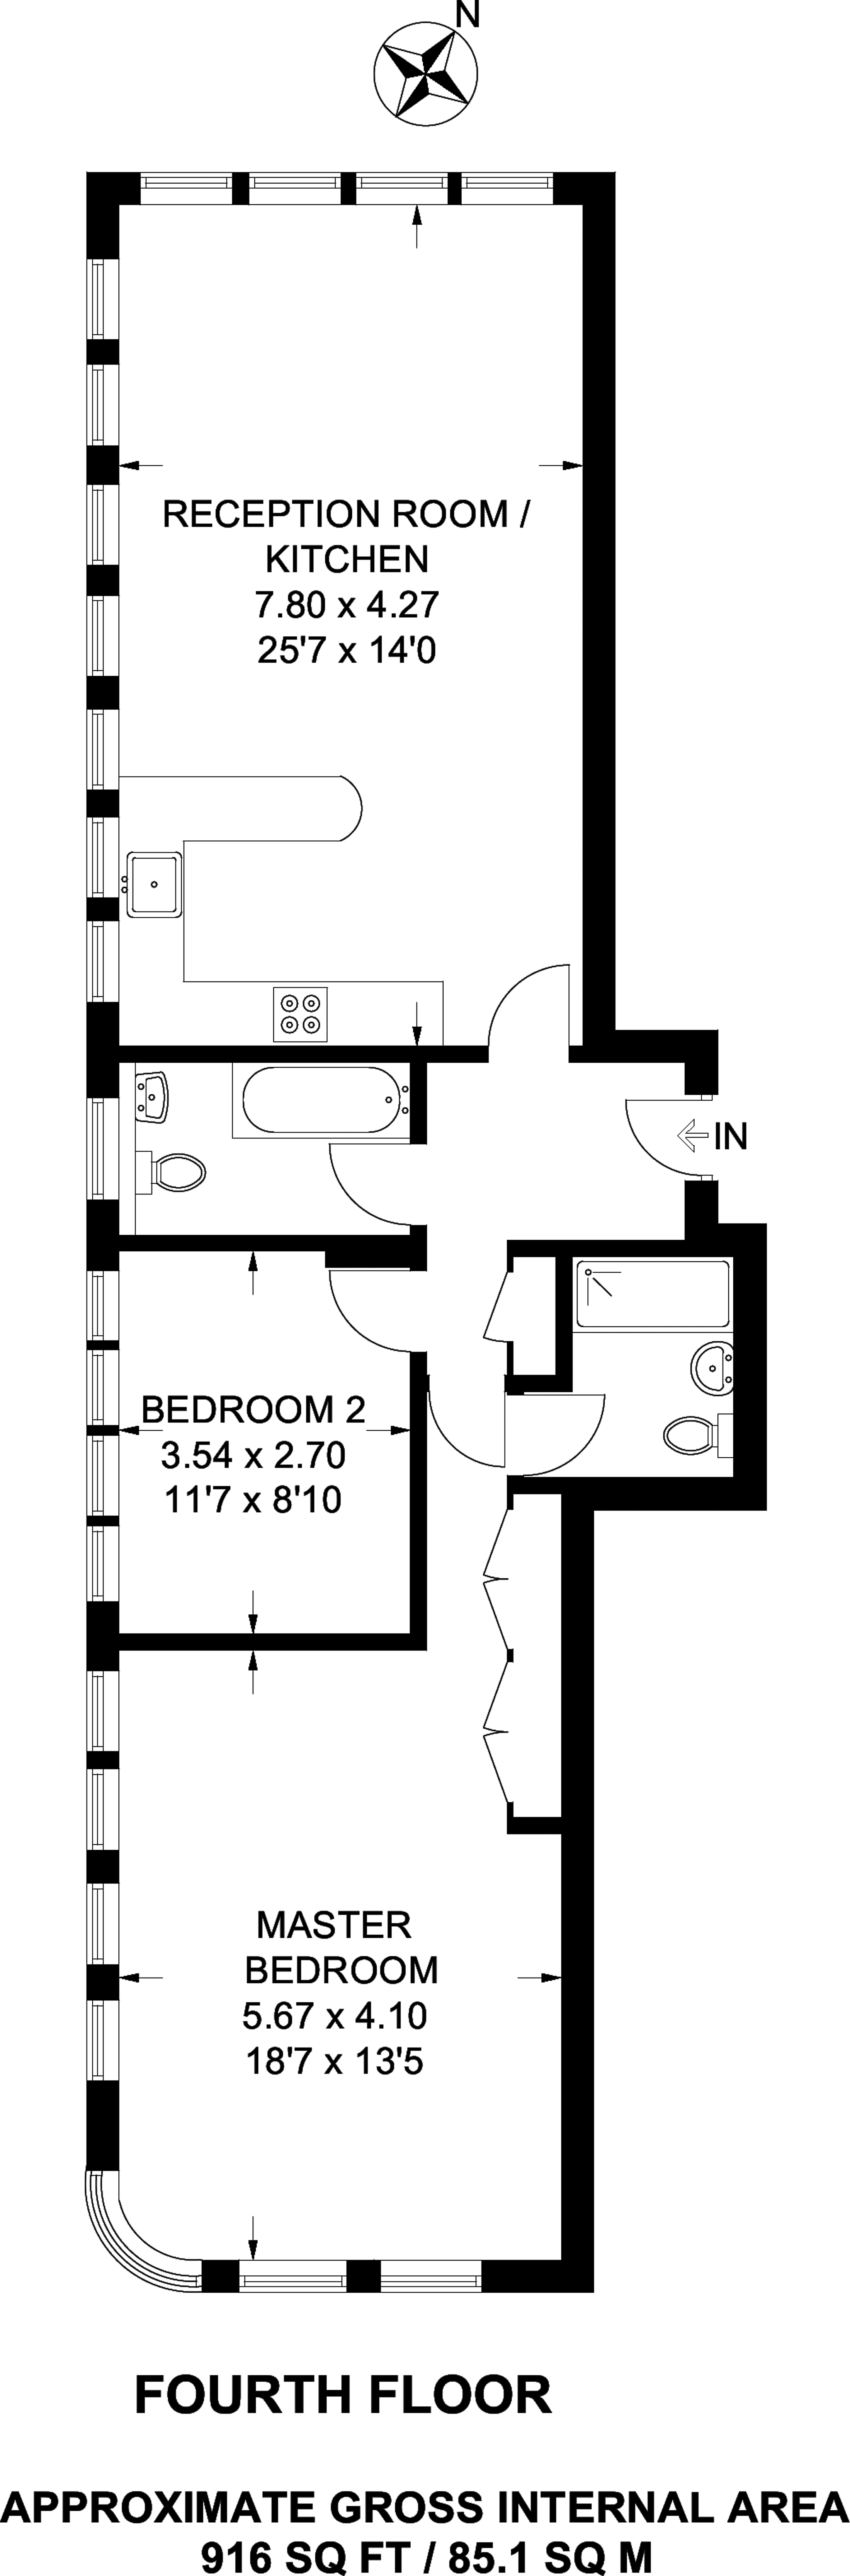 N
RECEPTION ROOM /
KITCHEN
7.80 x 4.27
25'7 x 14'0
IN
BEDROOM 2
3.54 x 2.70
11'7 x 8'10
MASTER
BEDROOM
5.67 x 4.10
18'7 x 13'5
FOURTH FLOOR
APPROXIMATE GROSS INTERNAL AREA
916 SQ FT / 85.1 SQ M